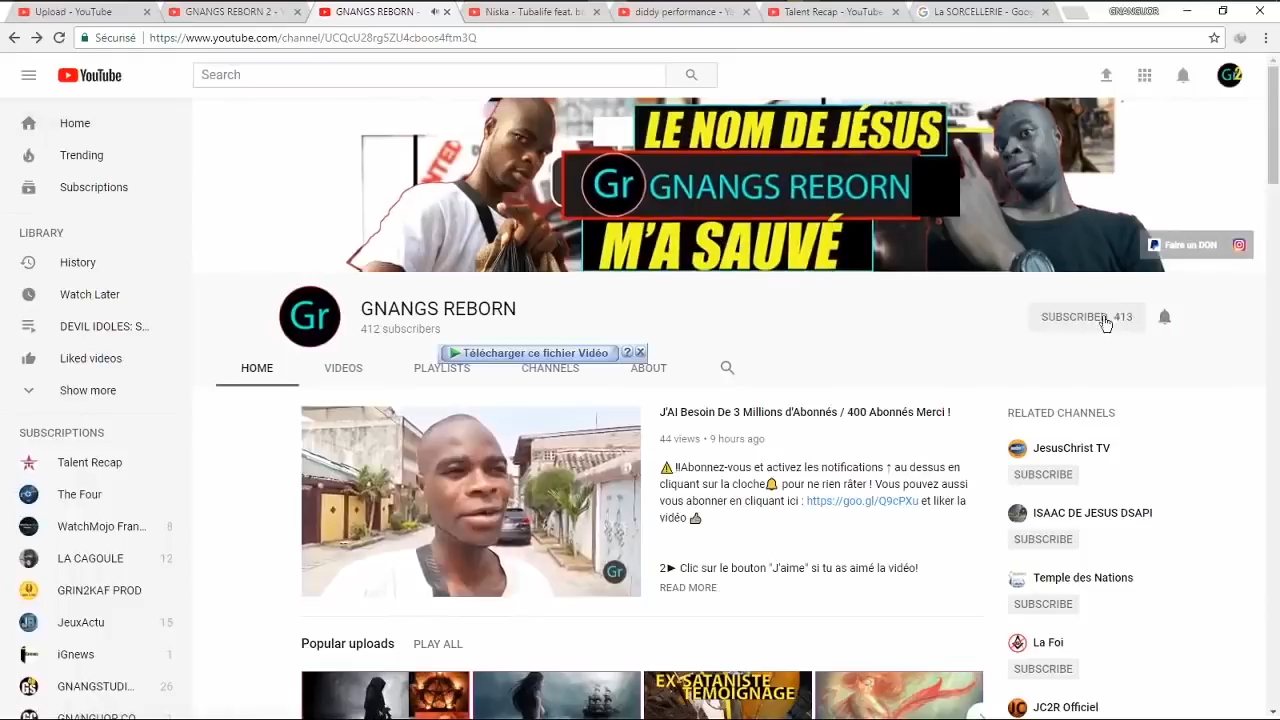 Upload - YouTube
GNANGS REBORN 2 - Y
GNANGS REBORN -
Niska - Tubalife feat. b
diddy performance - Yo
Talent Recap - YouTube
La SORCELLERIE - Goog
GNANGUOR
Sécurisé
https://www.youtube.com/channel/UCQcU28rgSZU4cboos4ftm3Q
YouTube
Search
Gr2
Home
Trending
Subscriptions
LIBRARY
History
Watch Later
DEVIL IDOLES: S...
Liked videos
Show more
SUBSCRIPTIONS
Talent Recap
The Four
WatchMojo Fran... 8
LA CAGOULE 12
GRIN2KAF PROD
JeuxActu 15
iGnews 1
GNANGSTUDI... 26
GNANGUOR CO
LE NOM DE JÉSUS
Gr GNANGS REBORN
M'A SAUVÉ
Faire un DON
Gr
GNANGS REBORN
412 subscribers
SUBSCRIBED 413
Télécharger ce fichier Vidéo ? X
HOME VIDEOS PLAYLISTS CHANNELS ABOUT
Gr
J'AI Besoin De 3 Millions d'Abonnés / 400 Abonnés Merci !
44 views • 9 hours ago
⚠️!!Abonnez-vous et activez les notifications ↑ au dessus en
cliquant sur la cloche🔔 pour ne rien râter ! Vous pouvez aussi
vous abonner en cliquant ici : https://goo.gl/Q9cPXu et liker la
vidéo 👍
2► Clic sur le bouton "J'aime" si tu as aimé la vidéo!
READ MORE
Popular uploads PLAY ALL
EX-SATANISTE
TEMOIGNAGE
RELATED CHANNELS
JesusChrist TV
SUBSCRIBE
ISAAC DE JESUS DSAPI
SUBSCRIBE
Temple des Nations
SUBSCRIBE
La Foi
SUBSCRIBE
JC2R Officiel